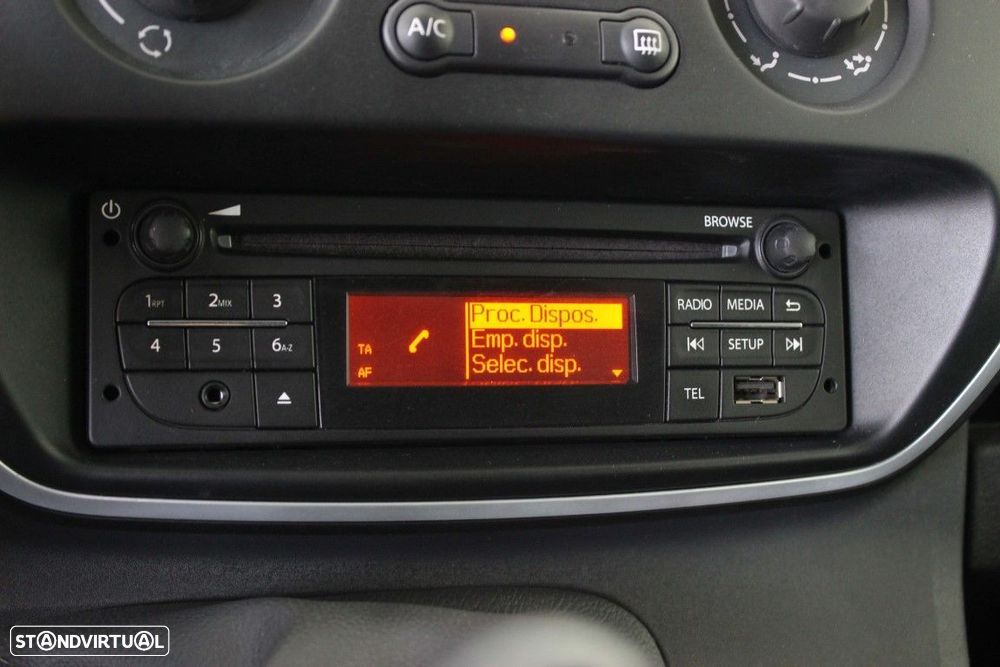 A/C
BROWSE
1RPT 2MIX 3
4 5 6A-Z
TA
AF
Proc. Dispos.
Emp. disp.
Selec. disp.
RADIO MEDIA
SETUP
TEL
STANDVIRTUAL